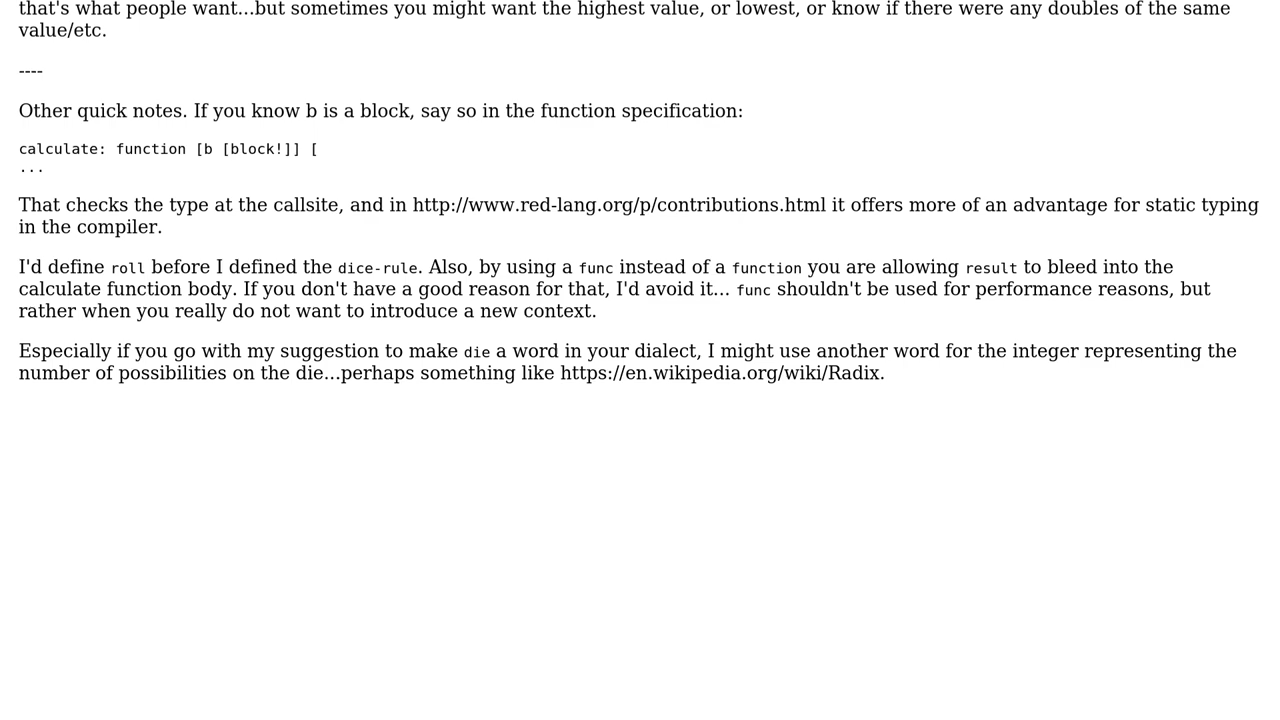 that's what people want...but sometimes you might want the highest value, or lowest, or know if there were any doubles of the same
value/etc.
----
Other quick notes. If you know b is a block, say so in the function specification:
calculate: function [b [block!]] [
...
That checks the type at the callsite, and in http://www.red-lang.org/p/contributions.html it offers more of an advantage for static typing
in the compiler.
I'd define roll before I defined the dice-rule. Also, by using a func instead of a function you are allowing result to bleed into the
calculate function body. If you don't have a good reason for that, I'd avoid it... func shouldn't be used for performance reasons, but
rather when you really do not want to introduce a new context.
Especially if you go with my suggestion to make die a word in your dialect, I might use another word for the integer representing the
number of possibilities on the die...perhaps something like https://en.wikipedia.org/wiki/Radix.